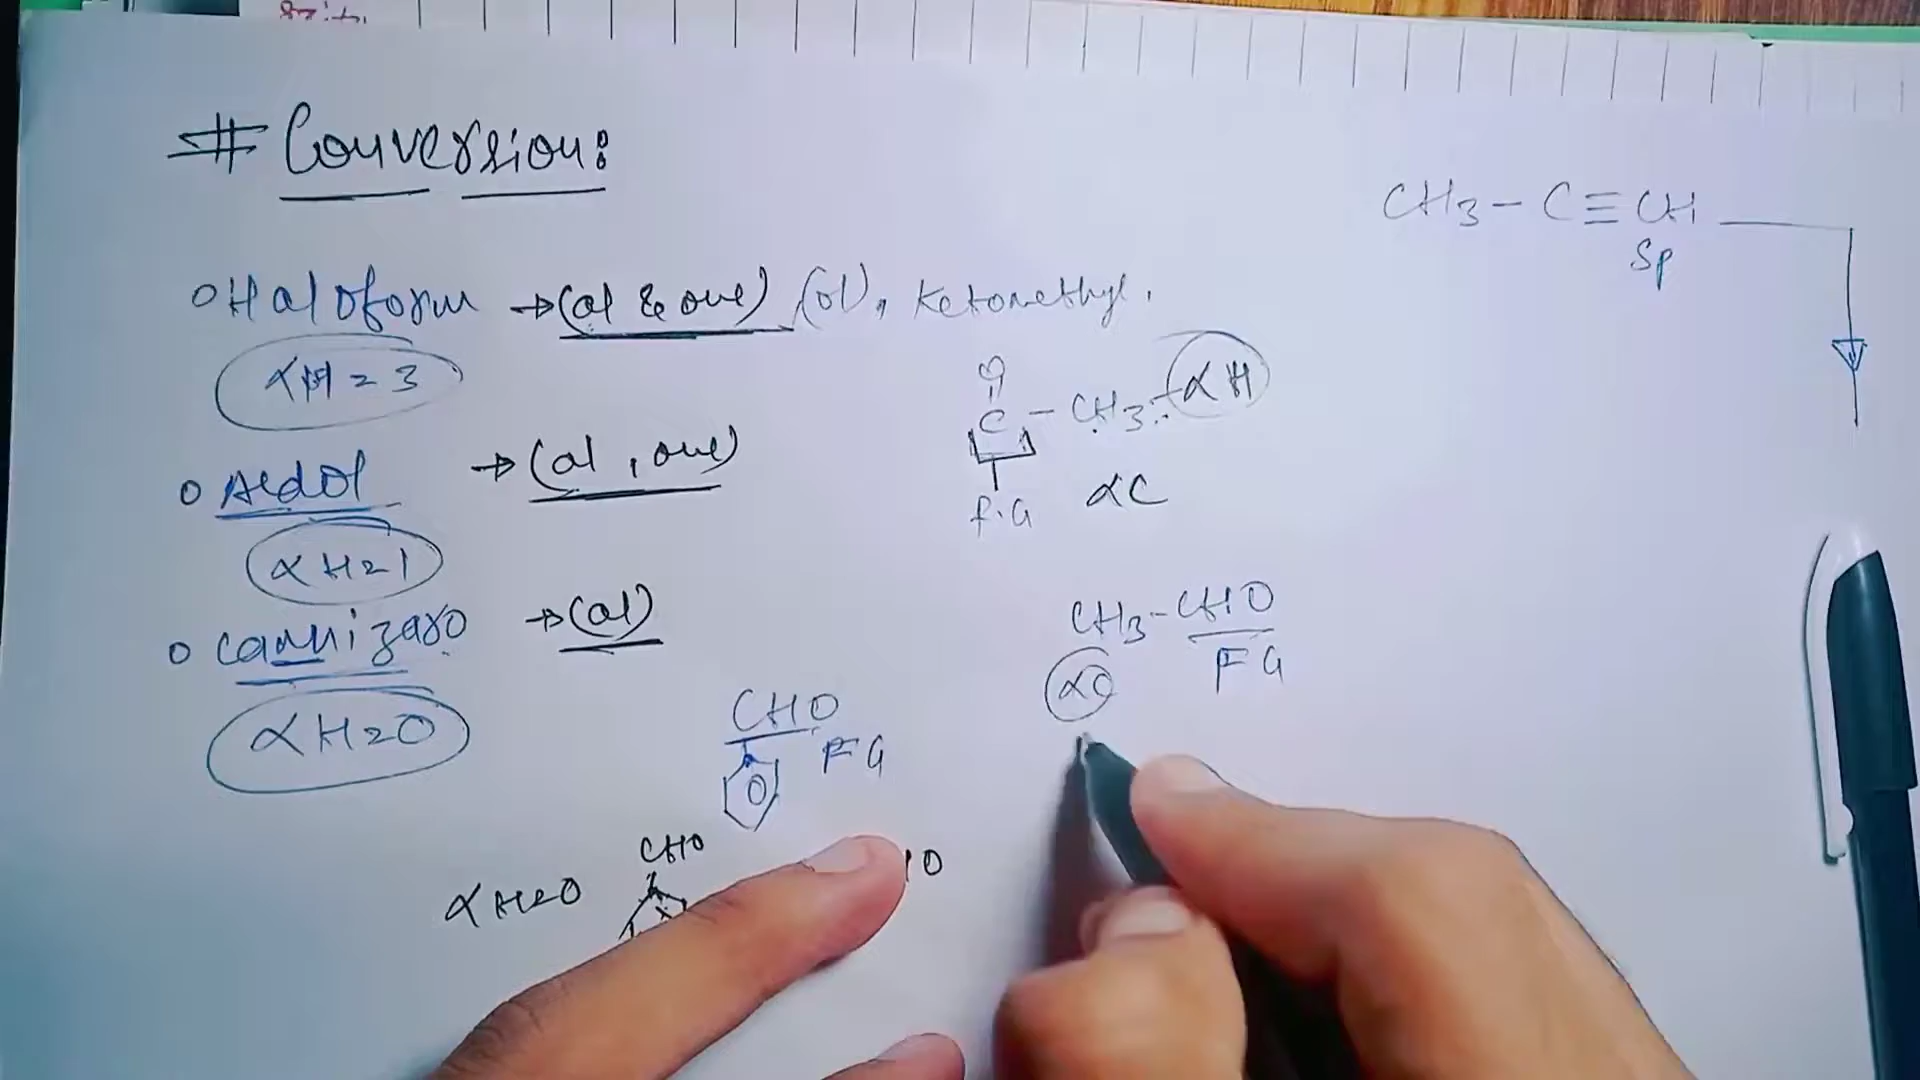 # Conversion:
CH3 - C ≡ CH
Sp
o Haloform → (al & one) (ol), Ketomethyl.
αH = 3
O
C - CH3 - αH
F.G αC
o Aldol → (al, one)
αH=1
o cannizaro → (al)
αH=0
CH3 - CHO
αC FG
CHO
FG
CHO
αH=0